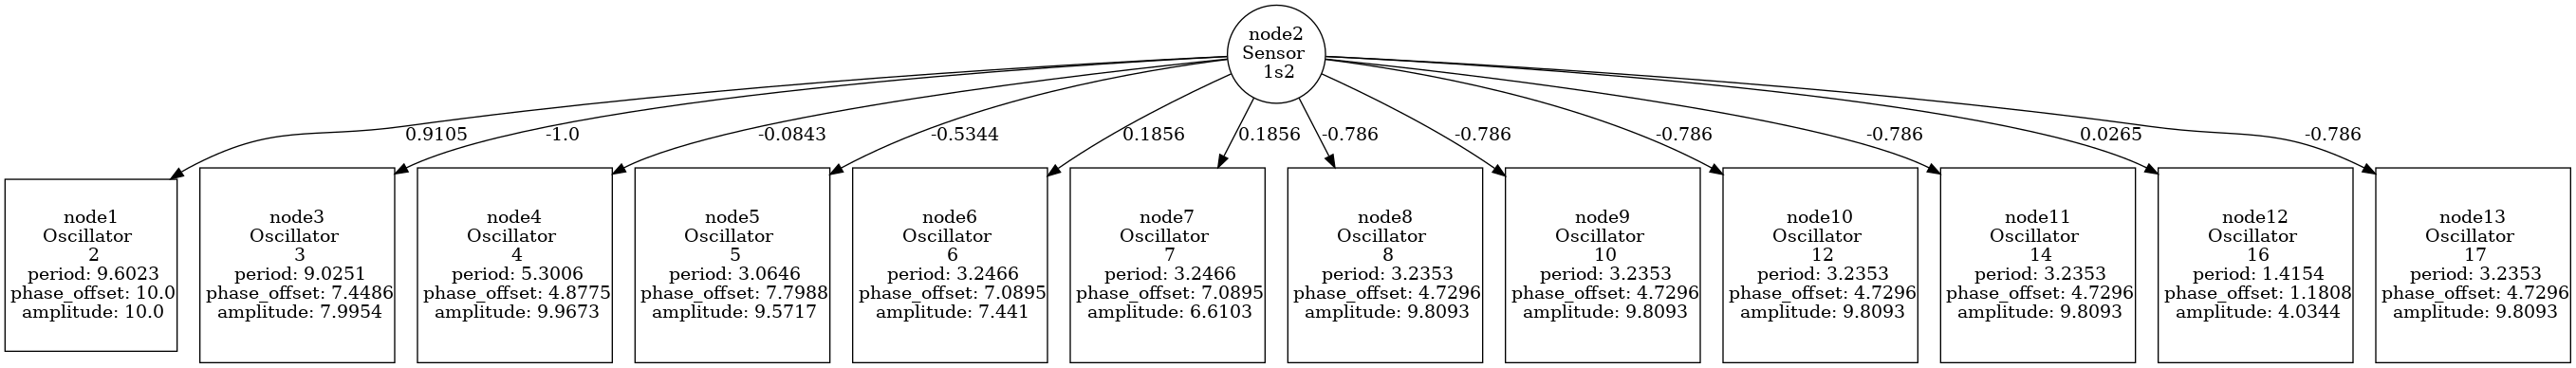 node2
Sensor
1s2
0.9105
-1.0
-0.0843
-0.5344
0.1856
0.1856
-0.786
-0.786
-0.786
-0.786
0.0265
-0.786
node1
Oscillator
2
period: 9.6023
phase_offset: 10.0
amplitude: 10.0
node3
Oscillator
3
period: 9.0251
phase_offset: 7.4486
amplitude: 7.9954
node4
Oscillator
4
period: 5.3006
phase_offset: 4.8775
amplitude: 9.9673
node5
Oscillator
5
period: 3.0646
phase_offset: 7.7988
amplitude: 9.5717
node6
Oscillator
6
period: 3.2466
phase_offset: 7.0895
amplitude: 7.441
node7
Oscillator
7
period: 3.2466
phase_offset: 7.0895
amplitude: 6.6103
node8
Oscillator
8
period: 3.2353
phase_offset: 4.7296
amplitude: 9.8093
node9
Oscillator
10
period: 3.2353
phase_offset: 4.7296
amplitude: 9.8093
node10
Oscillator
12
period: 3.2353
phase_offset: 4.7296
amplitude: 9.8093
node11
Oscillator
14
period: 3.2353
phase_offset: 4.7296
amplitude: 9.8093
node12
Oscillator
16
period: 1.4154
phase_offset: 1.1808
amplitude: 4.0344
node13
Oscillator
17
period: 3.2353
phase_offset: 4.7296
amplitude: 9.8093